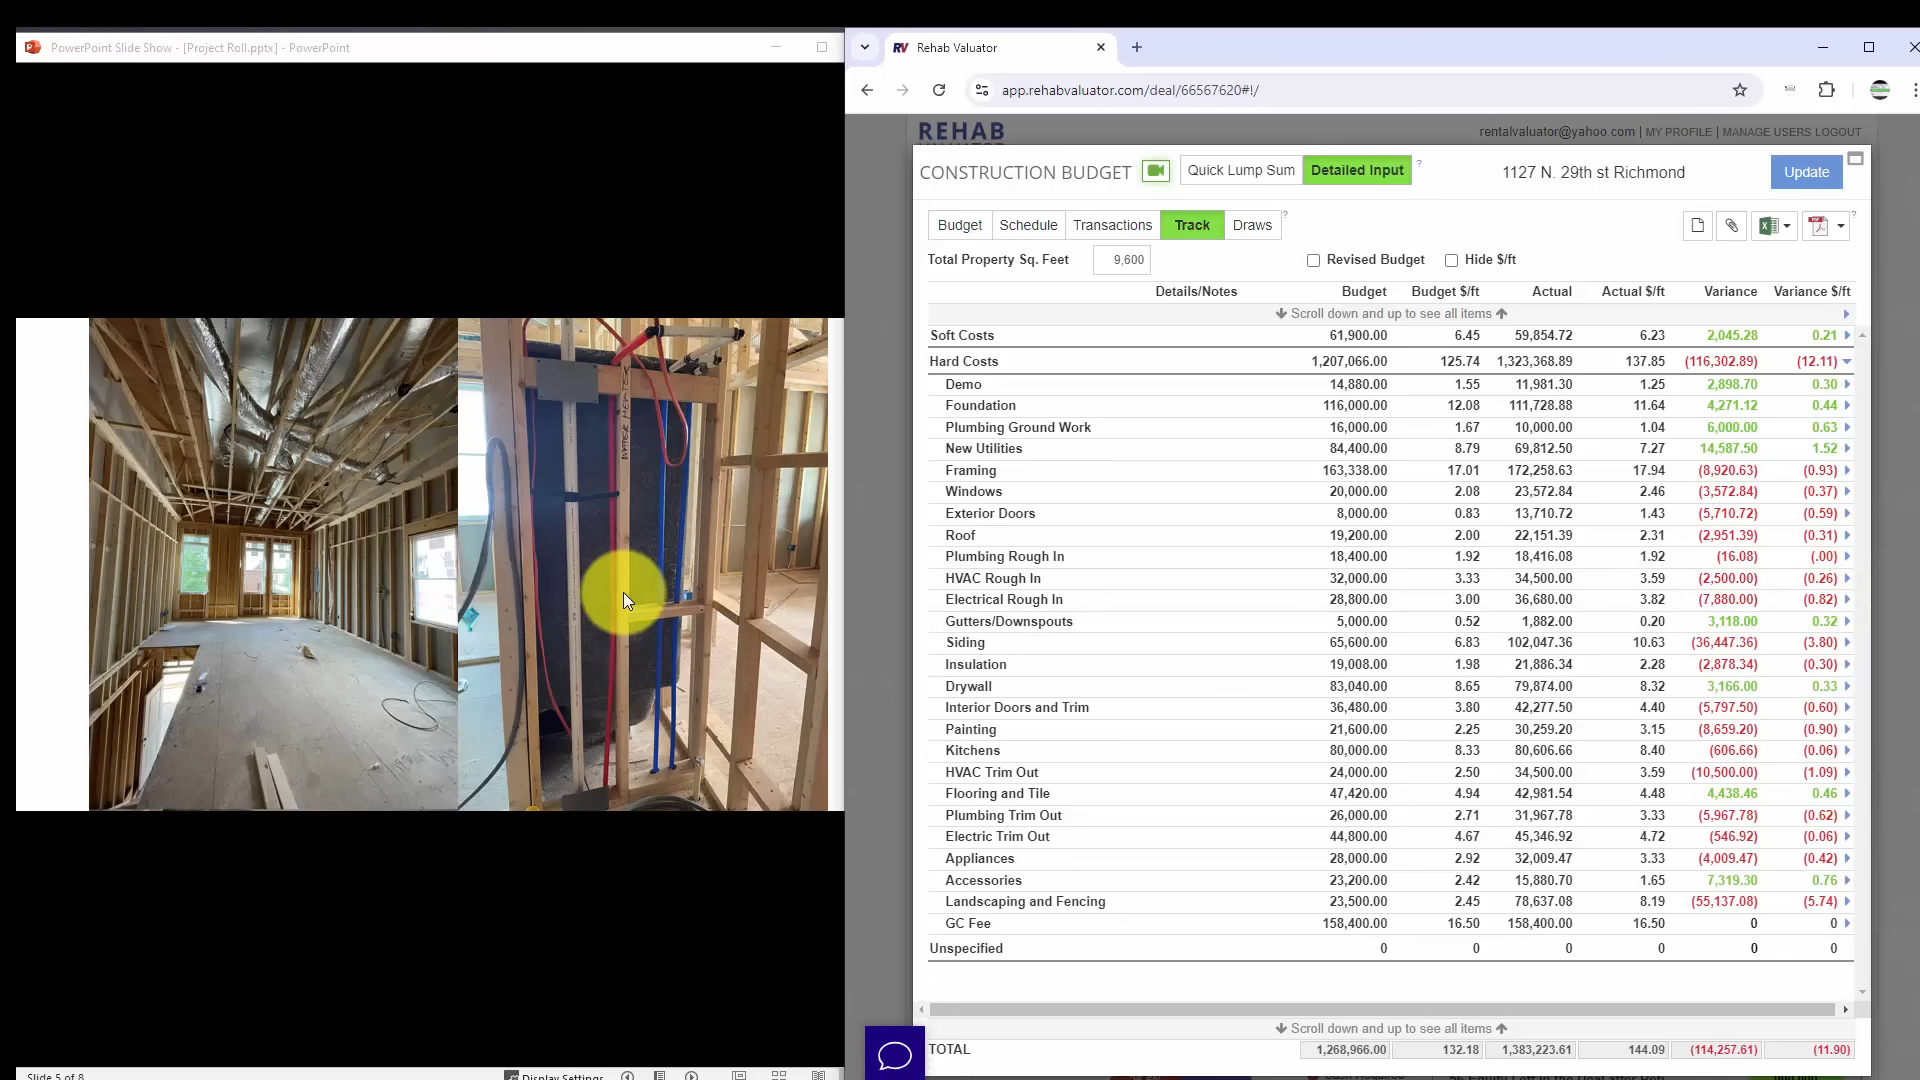 PowerPoint Slide Show - [Project Roll.pptx] - PowerPoint
Rehab Valuator
app.rehabvaluator.com/deal/66567620#!/
REHAB
rentalvaluator@yahoo.com | MY PROFILE | MANAGE USERS LOGOUT
CONSTRUCTION BUDGET Quick Lump Sum Detailed Input ? 1127 N. 29th st Richmond Update
Budget Schedule Transactions Track Draws ? ?
Total Property Sq. Feet 9,600 Revised Budget Hide $/ft
Details/Notes Budget Budget $/ft Actual Actual $/ft Variance Variance $/ft
Scroll down and up to see all items
Soft Costs 61,900.00 6.45 59,854.72 6.23 2,045.28 0.21
Hard Costs 1,207,066.00 125.74 1,323,368.89 137.85 (116,302.89) (12.11)
Demo 14,880.00 1.55 11,981.30 1.25 2,898.70 0.30
Foundation 116,000.00 12.08 111,728.88 11.64 4,271.12 0.44
Plumbing Ground Work 16,000.00 1.67 10,000.00 1.04 6,000.00 0.63
New Utilities 84,400.00 8.79 69,812.50 7.27 14,587.50 1.52
Framing 163,338.00 17.01 172,258.63 17.94 (8,920.63) (0.93)
Windows 20,000.00 2.08 23,572.84 2.46 (3,572.84) (0.37)
Exterior Doors 8,000.00 0.83 13,710.72 1.43 (5,710.72) (0.59)
Roof 19,200.00 2.00 22,151.39 2.31 (2,951.39) (0.31)
Plumbing Rough In 18,400.00 1.92 18,416.08 1.92 (16.08) (.00)
HVAC Rough In 32,000.00 3.33 34,500.00 3.59 (2,500.00) (0.26)
Electrical Rough In 28,800.00 3.00 36,680.00 3.82 (7,880.00) (0.82)
Gutters/Downspouts 5,000.00 0.52 1,882.00 0.20 3,118.00 0.32
Siding 65,600.00 6.83 102,047.36 10.63 (36,447.36) (3.80)
Insulation 19,008.00 1.98 21,886.34 2.28 (2,878.34) (0.30)
Drywall 83,040.00 8.65 79,874.00 8.32 3,166.00 0.33
Interior Doors and Trim 36,480.00 3.80 42,277.50 4.40 (5,797.50) (0.60)
Painting 21,600.00 2.25 30,259.20 3.15 (8,659.20) (0.90)
Kitchens 80,000.00 8.33 80,606.66 8.40 (606.66) (0.06)
HVAC Trim Out 24,000.00 2.50 34,500.00 3.59 (10,500.00) (1.09)
Flooring and Tile 47,420.00 4.94 42,981.54 4.48 4,438.46 0.46
Plumbing Trim Out 26,000.00 2.71 31,967.78 3.33 (5,967.78) (0.62)
Electric Trim Out 44,800.00 4.67 45,346.92 4.72 (546.92) (0.06)
Appliances 28,000.00 2.92 32,009.47 3.33 (4,009.47) (0.42)
Accessories 23,200.00 2.42 15,880.70 1.65 7,319.30 0.76
Landscaping and Fencing 23,500.00 2.45 78,637.08 8.19 (55,137.08) (5.74)
GC Fee 158,400.00 16.50 158,400.00 16.50 0 0
Unspecified 0 0 0 0 0 0
Scroll down and up to see all items
TOTAL 1,268,966.00 132.18 1,383,223.61 144.09 (114,257.61) (11.90)
WATER HEATER
Slide 5 of 8 Display Settings